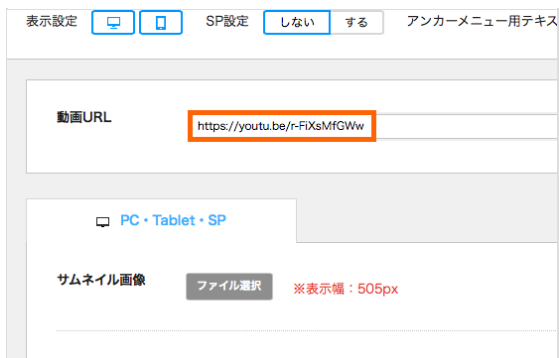 表示設定 SP設定 しない する アンカーメニュー用テキス
動画URL https://youtu.be/r-FiXsMfGWw
PC・Tablet・SP
サムネイル画像 ファイル選択 ※表示幅：505px